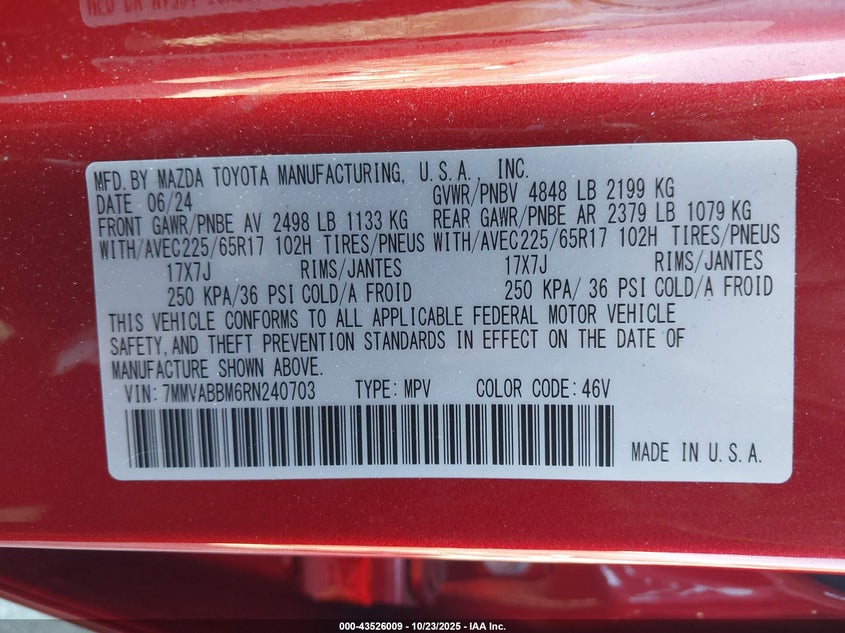 MFD. BY MAZDA TOYOTA MANUFACTURING, U.S.A., INC.
DATE 06/24 GVWR/PNBV 4848 LB 2199 KG
FRONT GAWR/PNBE AV 2498 LB 1133 KG REAR GAWR/PNBE AR 2379 LB 1079 KG
WITH/AVEC225/65R17 102H TIRES/PNEUS WITH/AVEC225/65R17 102H TIRES/PNEUS
17X7J RIMS/JANTES 17X7J RIMS/JANTES
250 KPA/36 PSI COLD/A FROID 250 KPA/ 36 PSI COLD/A FROID
THIS VEHICLE CONFORMS TO ALL APPLICABLE FEDERAL MOTOR VEHICLE
SAFETY, AND THEFT PREVENTION STANDARDS IN EFFECT ON THE DATE OF
MANUFACTURE SHOWN ABOVE.
VIN: 7MMVABBM6RN240703 TYPE: MPV COLOR CODE: 46V
MADE IN U.S.A.
000-43526009 - 10/23/2025 - IAA Inc.